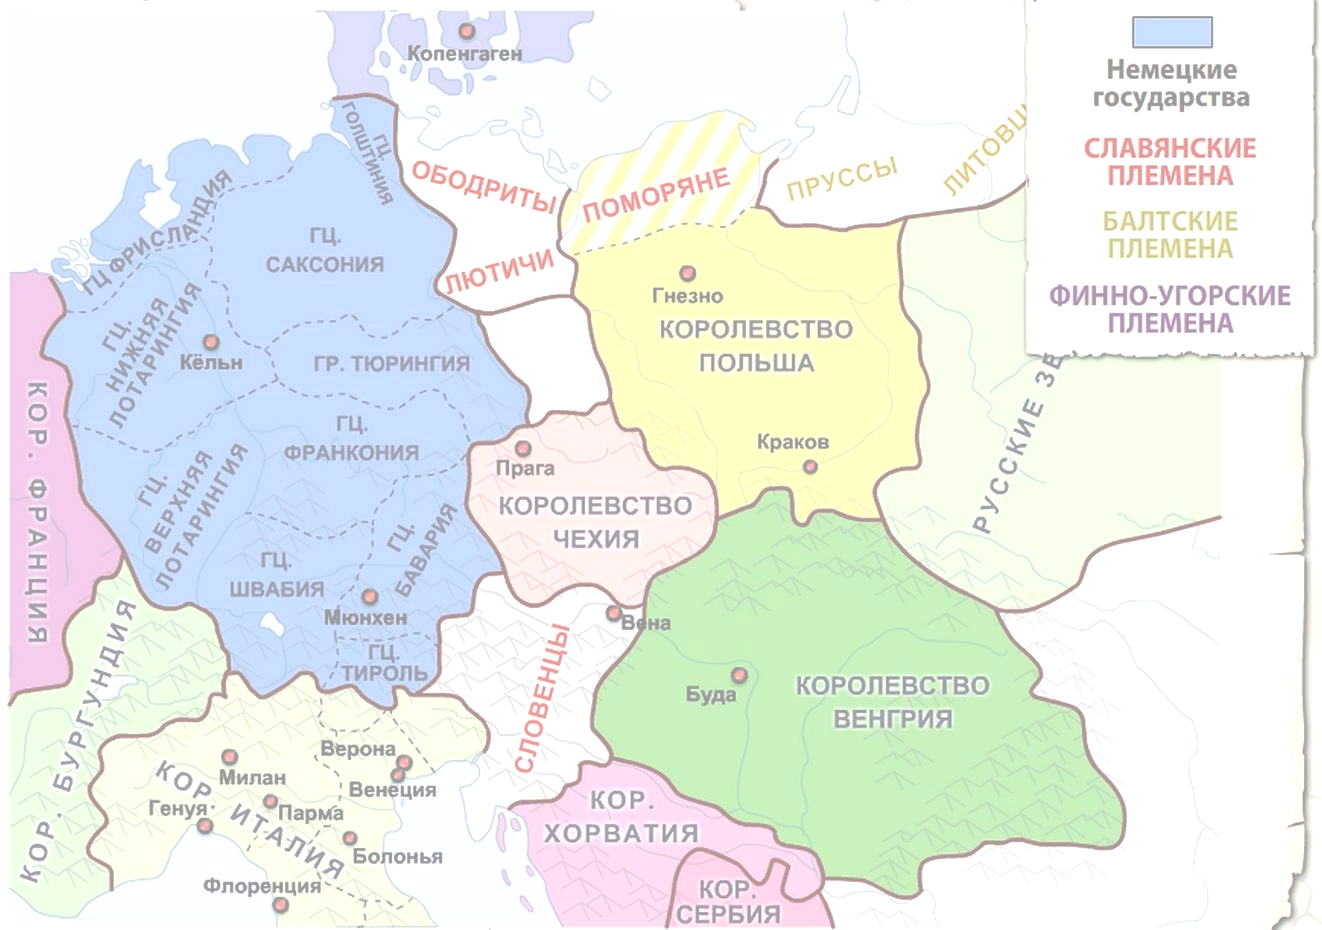 Копенгаген
Немецкие
государства
СЛАВЯНСКИЕ
ПЛЕМЕНА
БАЛТСКИЕ
ПЛЕМЕНА
ФИННО-УГОРСКИЕ
ПЛЕМЕНА
ГЦ.
ГОЛШТИНИЯ
ОБОДРИТЫ
ПОМОРЯНЕ
ПРУССЫ
ЛИТОВЦ
ГЦ ФРИСЛАНДИЯ
ГЦ.
САКСОНИЯ
ЛЮТИЧИ
Гнезно
КОРОЛЕВСТВО
ПОЛЬША
ГЦ.
НИЖНЯЯ
ЛОТАРИНГИЯ
Кёльн
ГР. ТЮРИНГИЯ
КОР. ФРАНЦИЯ
ГЦ.
ФРАНКОНИЯ
Краков
РУССКИЕ ЗЕ
Прага
КОРОЛЕВСТВО
ЧЕХИЯ
ГЦ.
ВЕРХНЯЯ
ЛОТАРИНГИЯ
ГЦ.
БАВАРИЯ
ГЦ.
ШВАБИЯ
Мюнхен
Вена
ГЦ.
ТИРОЛЬ
СЛОВЕНЦЫ
Буда
КОРОЛЕВСТВО
ВЕНГРИЯ
КОР. БУРГУНДИЯ
Верона
Милан
Венеция
КОР. ИТАЛИЯ
Генуя
Парма
Болонья
Флоренция
КОР.
ХОРВАТИЯ
КОР.
СЕРБИЯ